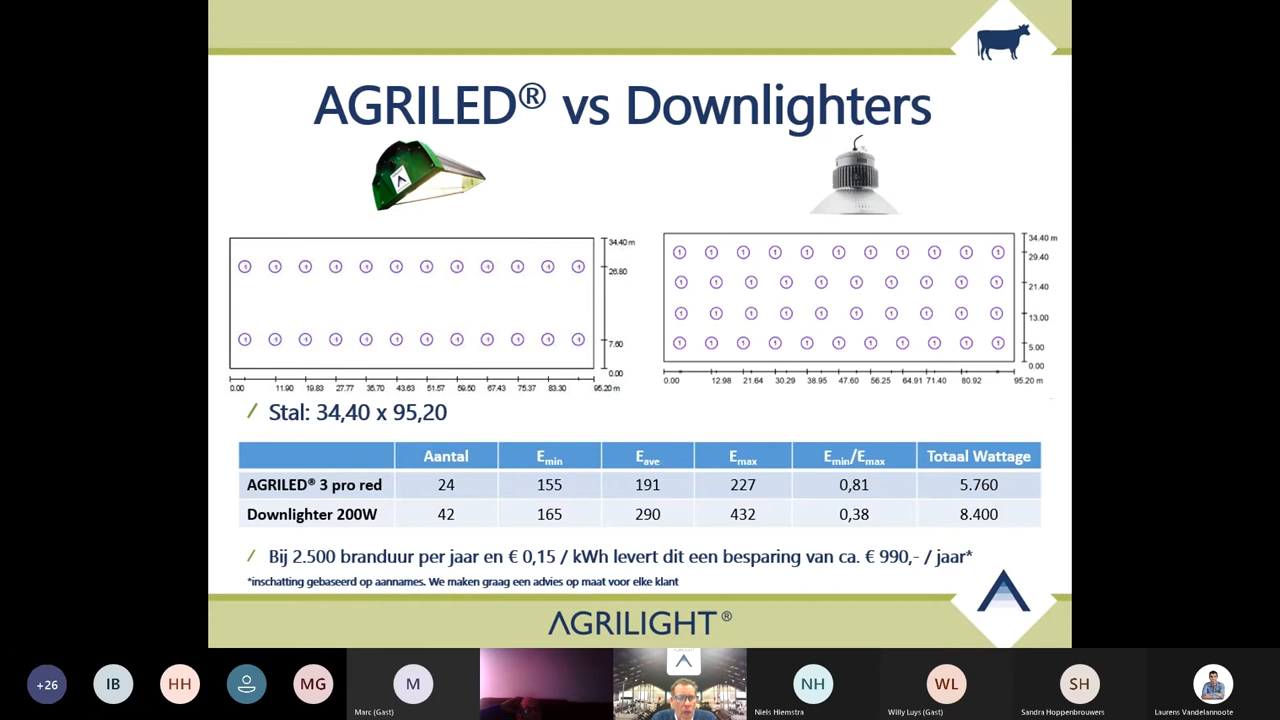 AGRILED® vs Downlighters
34.40 m
26.80
7.60
0.00
0.00 11.90 19.83 27.77 35.70 43.63 51.57 59.50 67.43 75.37 83.30 95.20 m
34.40 m
29.40
21.40
13.00
5.00
0.00
0.00 12.98 21.64 30.29 38.95 47.60 56.25 64.91 71.40 80.92 95.20 m
Stal: 34,40 x 95,20
Aantal Emin Eave Emax Emin/Emax Totaal Wattage
AGRILED® 3 pro red 24 155 191 227 0,81 5.760
Downlighter 200W 42 165 290 432 0,38 8.400
Bij 2.500 branduur per jaar en € 0,15 / kWh levert dit een besparing van ca. € 990,- / jaar*
*inschatting gebaseerd op aannames. We maken graag een advies op maat voor elke klant
AGRILIGHT®
+26 IB HH MG M NH WL SH
Marc (Gast) Niels Hiemstra Willy Luys (Gast) Sandra Hoppenbrouwers Laurens Vandelannoote